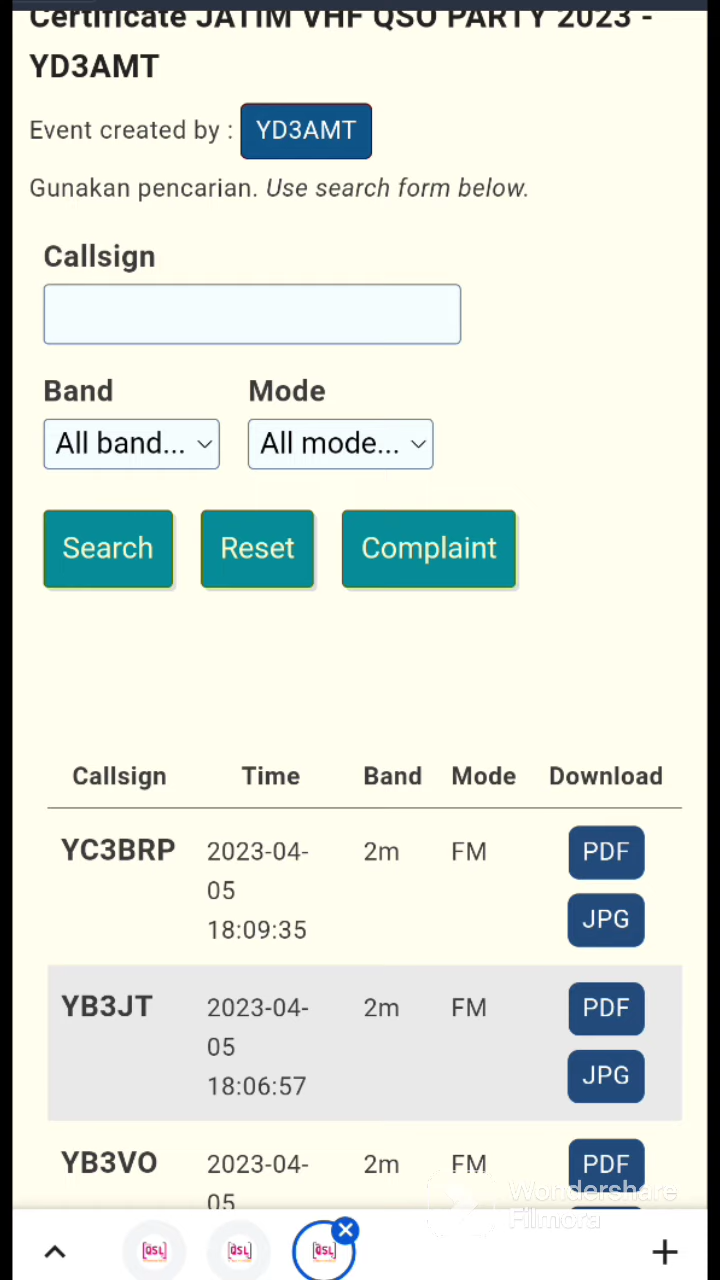 Certificate JATIM VHF QSO PARTY 2023 -
YD3AMT
Event created by : YD3AMT
Gunakan pencarian. Use search form below.
Callsign
Band Mode
All band... All mode...
Search Reset Complaint
Callsign Time Band Mode Download
YC3BRP 2023-04- 2m FM PDF
05
JPG
18:09:35
YB3JT 2023-04- 2m FM PDF
05
JPG
18:06:57
YB3VO 2023-04- 2m FM PDF
05
Wondershare
Filmora
QSL QSL QSL